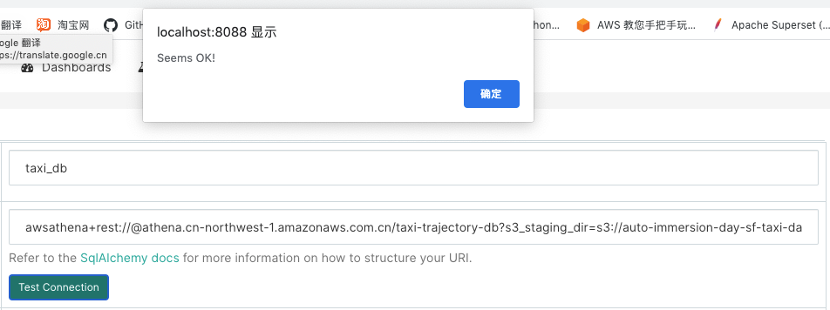 翻译 淘宝网 GitH
hon... AWS 教您手把手玩... Apache Superset (...
ogle 翻译
ps://translate.google.cn
Dashboards
localhost:8088 显示
Seems OK!
确定
taxi_db
awsathena+rest://@athena.cn-northwest-1.amazonaws.com.cn/taxi-trajectory-db?s3_staging_dir=s3://auto-immersion-day-sf-taxi-da
Refer to the SqlAlchemy docs for more information on how to structure your URI.
Test Connection